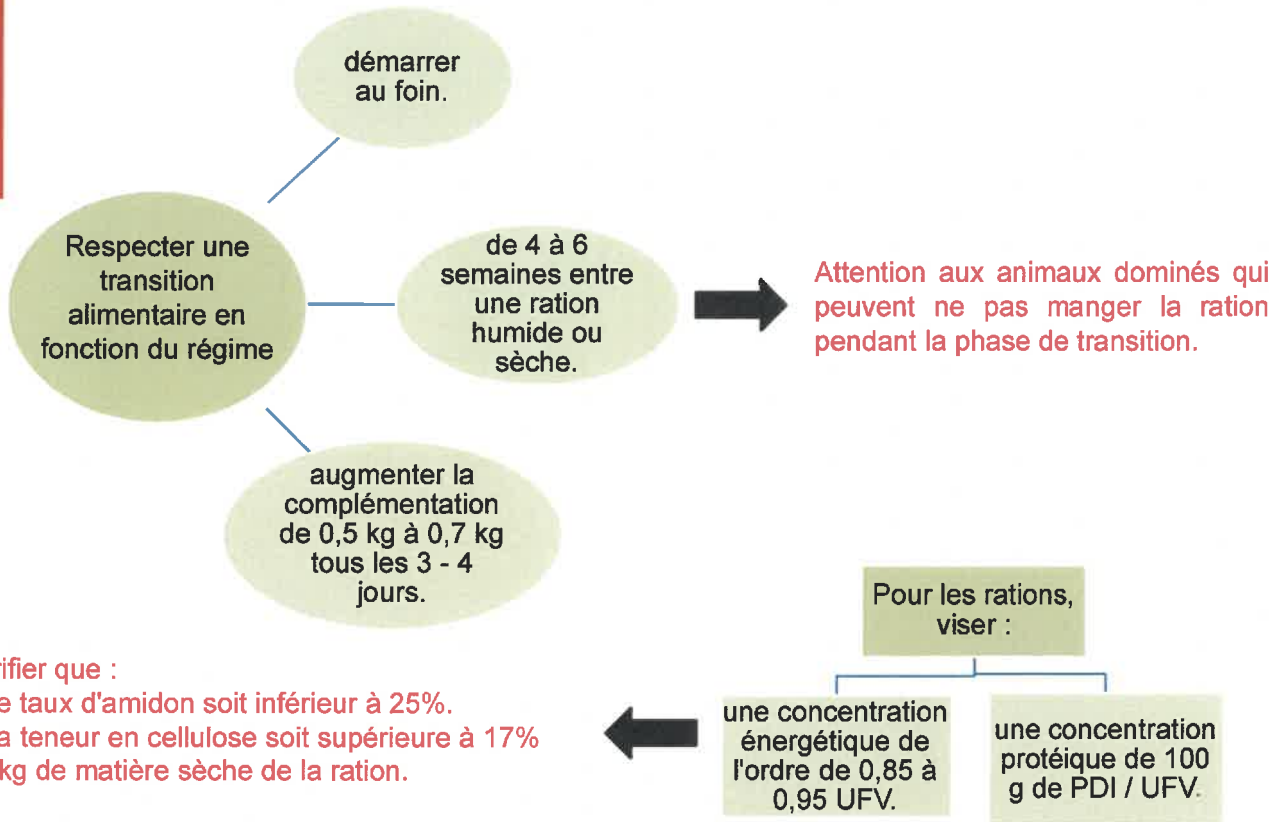 démarrer
au foin.
Respecter une
transition
alimentaire en
fonction du régime
de 4 à 6
semaines entre
une ration
humide ou
sèche.
Attention aux animaux dominés qui
peuvent ne pas manger la ration
pendant la phase de transition.
augmenter la
complémentation
de 0,5 kg à 0,7 kg
tous les 3 - 4
jours.
Pour les rations,
viser :
une concentration
énergétique de
l'ordre de 0,85 à
0,95 UFV.
une concentration
protéique de 100
g de PDI / UFV.
rifier que :
e taux d'amidon soit inférieur à 25%.
a teneur en cellulose soit supérieure à 17%
kg de matière sèche de la ration.